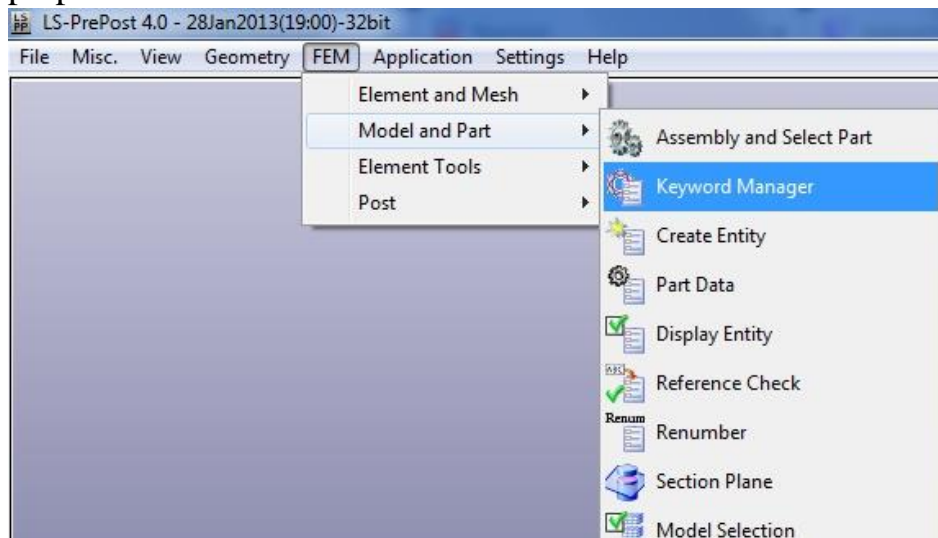 LS-PrePost 4.0 - 28Jan2013(19:00)-32bit
File Misc. View Geometry FEM Application Settings Help
Element and Mesh
Model and Part
Element Tools
Post
Assembly and Select Part
Keyword Manager
Create Entity
Part Data
Display Entity
Reference Check
Renum
Renumber
Section Plane
Model Selection